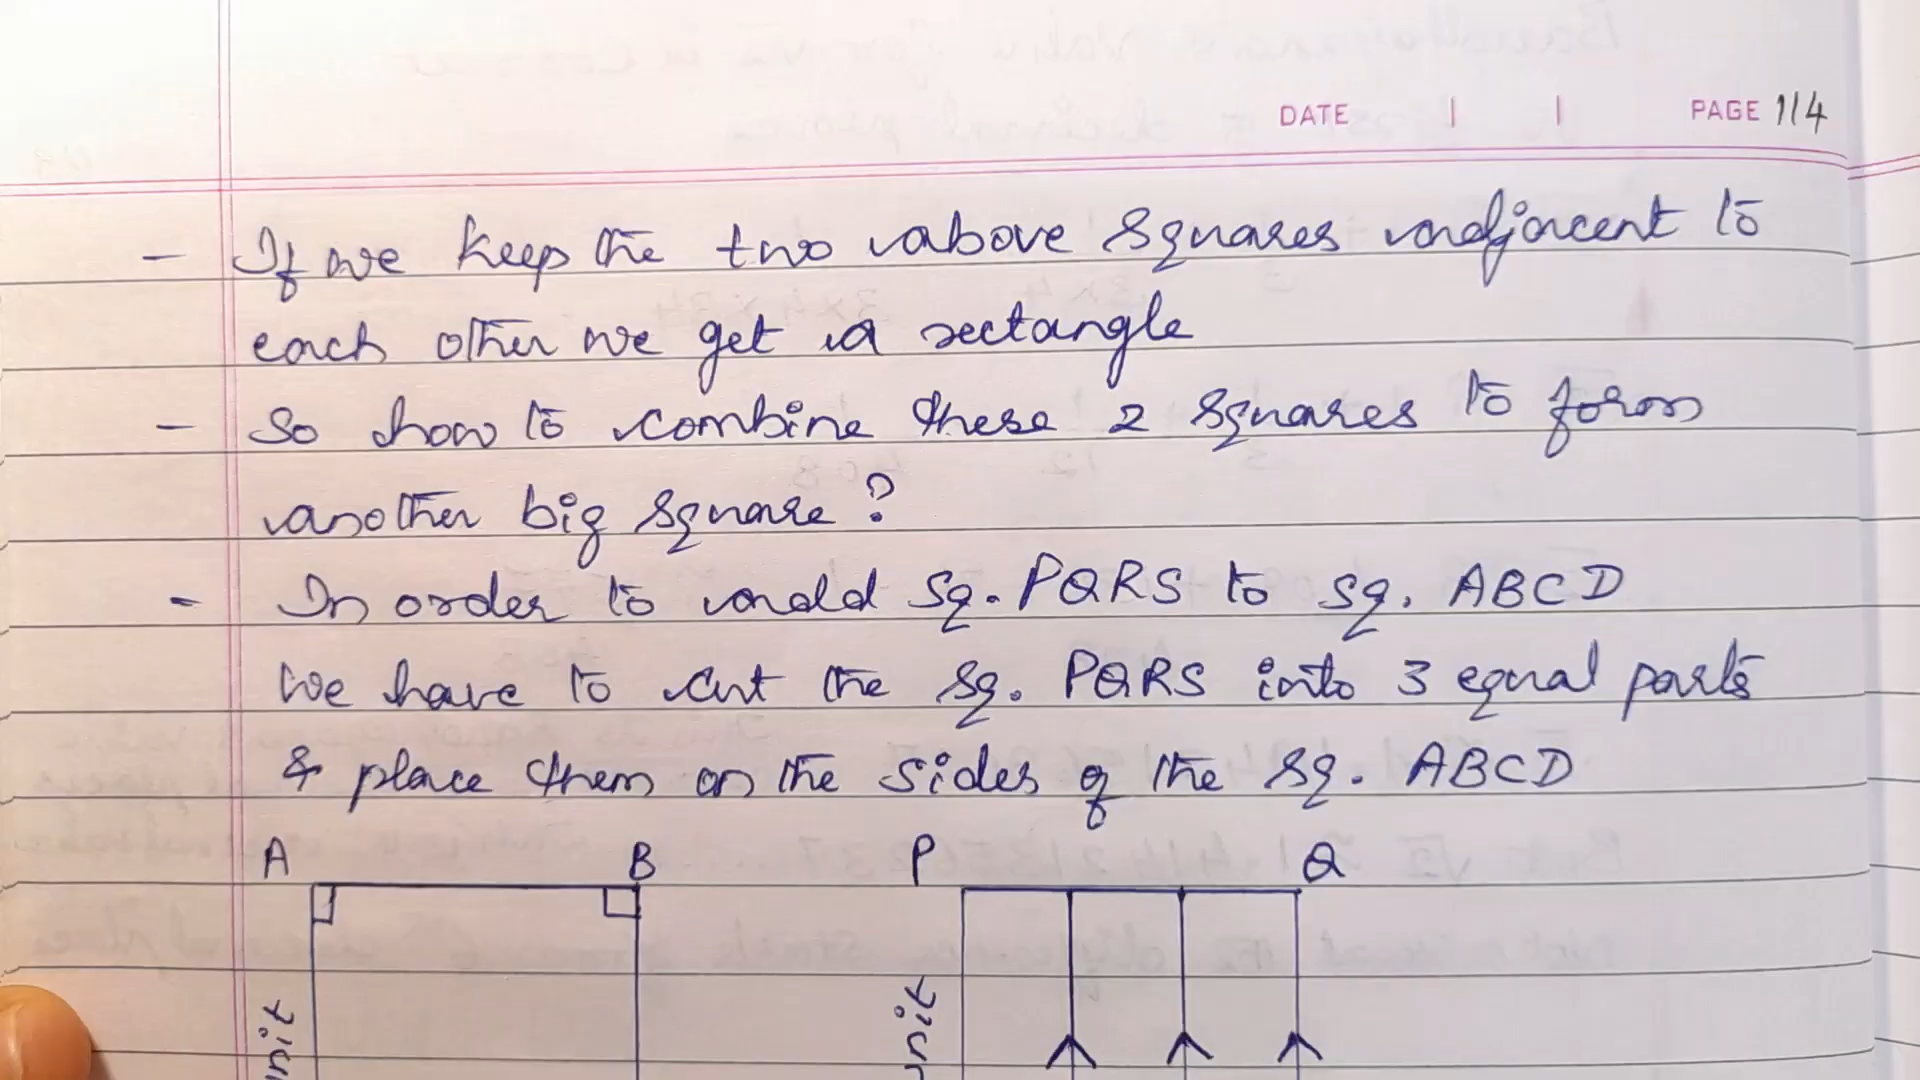 DATE | | PAGE 114
- If we keep the two above squares adjacent to
each other we get a rectangle
- So how to combine these 2 squares to form
another big square?
- In order to add sq. PQRS to sq. ABCD
we have to cut the sq. PQRS into 3 equal parts
& place them on the sides of the sq. ABCD
A B P Q
unit unit